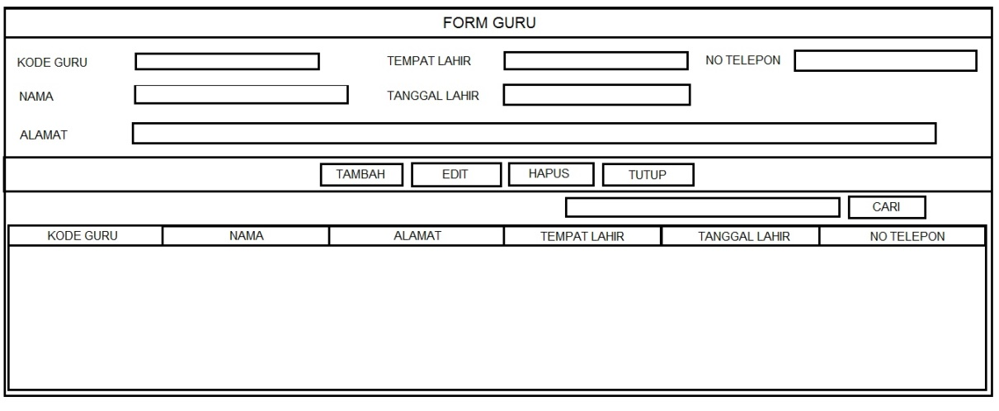 FORM GURU
KODE GURU TEMPAT LAHIR NO TELEPON
NAMA TANGGAL LAHIR
ALAMAT
TAMBAH EDIT HAPUS TUTUP
CARI
KODE GURU NAMA ALAMAT TEMPAT LAHIR TANGGAL LAHIR NO TELEPON